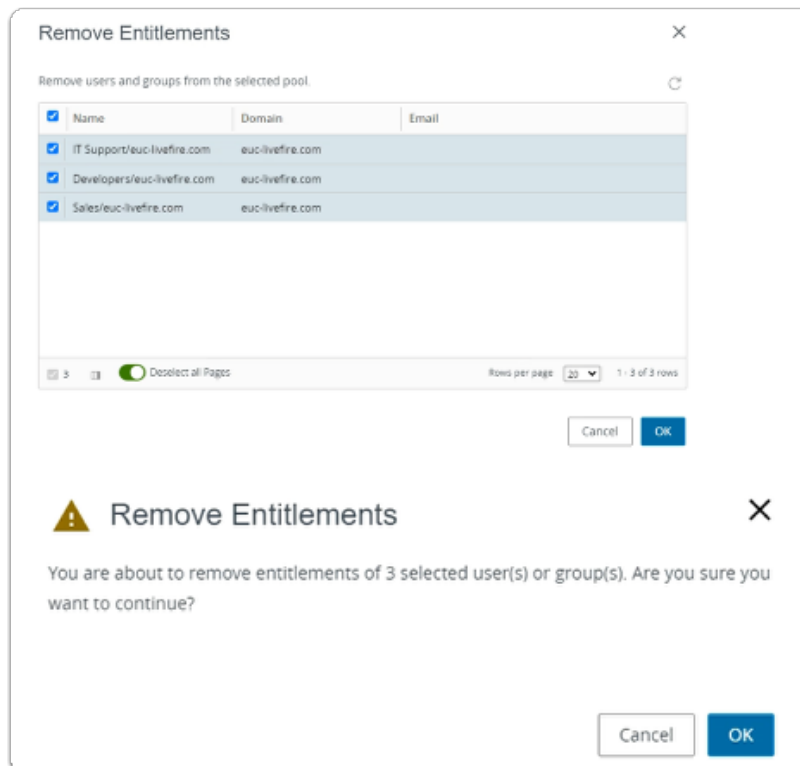 Remove Entitlements
Remove users and groups from the selected pool.
Name Domain Email
IT Support/euc-livefire.com euc-livefire.com
Developers/euc-livefire.com euc-livefire.com
Sales/euc-livefire.com euc-livefire.com
3 Deselect all Pages Rows per page 20 1 - 3 of 3 rows
Cancel OK
Remove Entitlements
You are about to remove entitlements of 3 selected user(s) or group(s). Are you sure you
want to continue?
Cancel OK